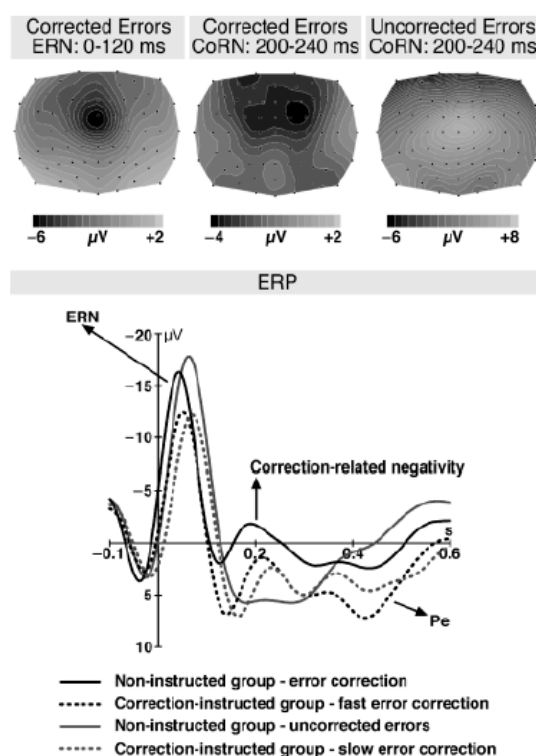 Corrected Errors
ERN: 0-120 ms
Corrected Errors
CoRN: 200-240 ms
Uncorrected Errors
CoRN: 200-240 ms
−6 μV +2
−4 μV +2
−6 μV +8
ERP
ERN
−20 μV
−15
−10
Correction-related negativity
−5
s
−0.1 0.2 0.4 0.6
5
Pe
10
Non-instructed group - error correction
Correction-instructed group - fast error correction
Non-instructed group - uncorrected errors
Correction-instructed group - slow error correction